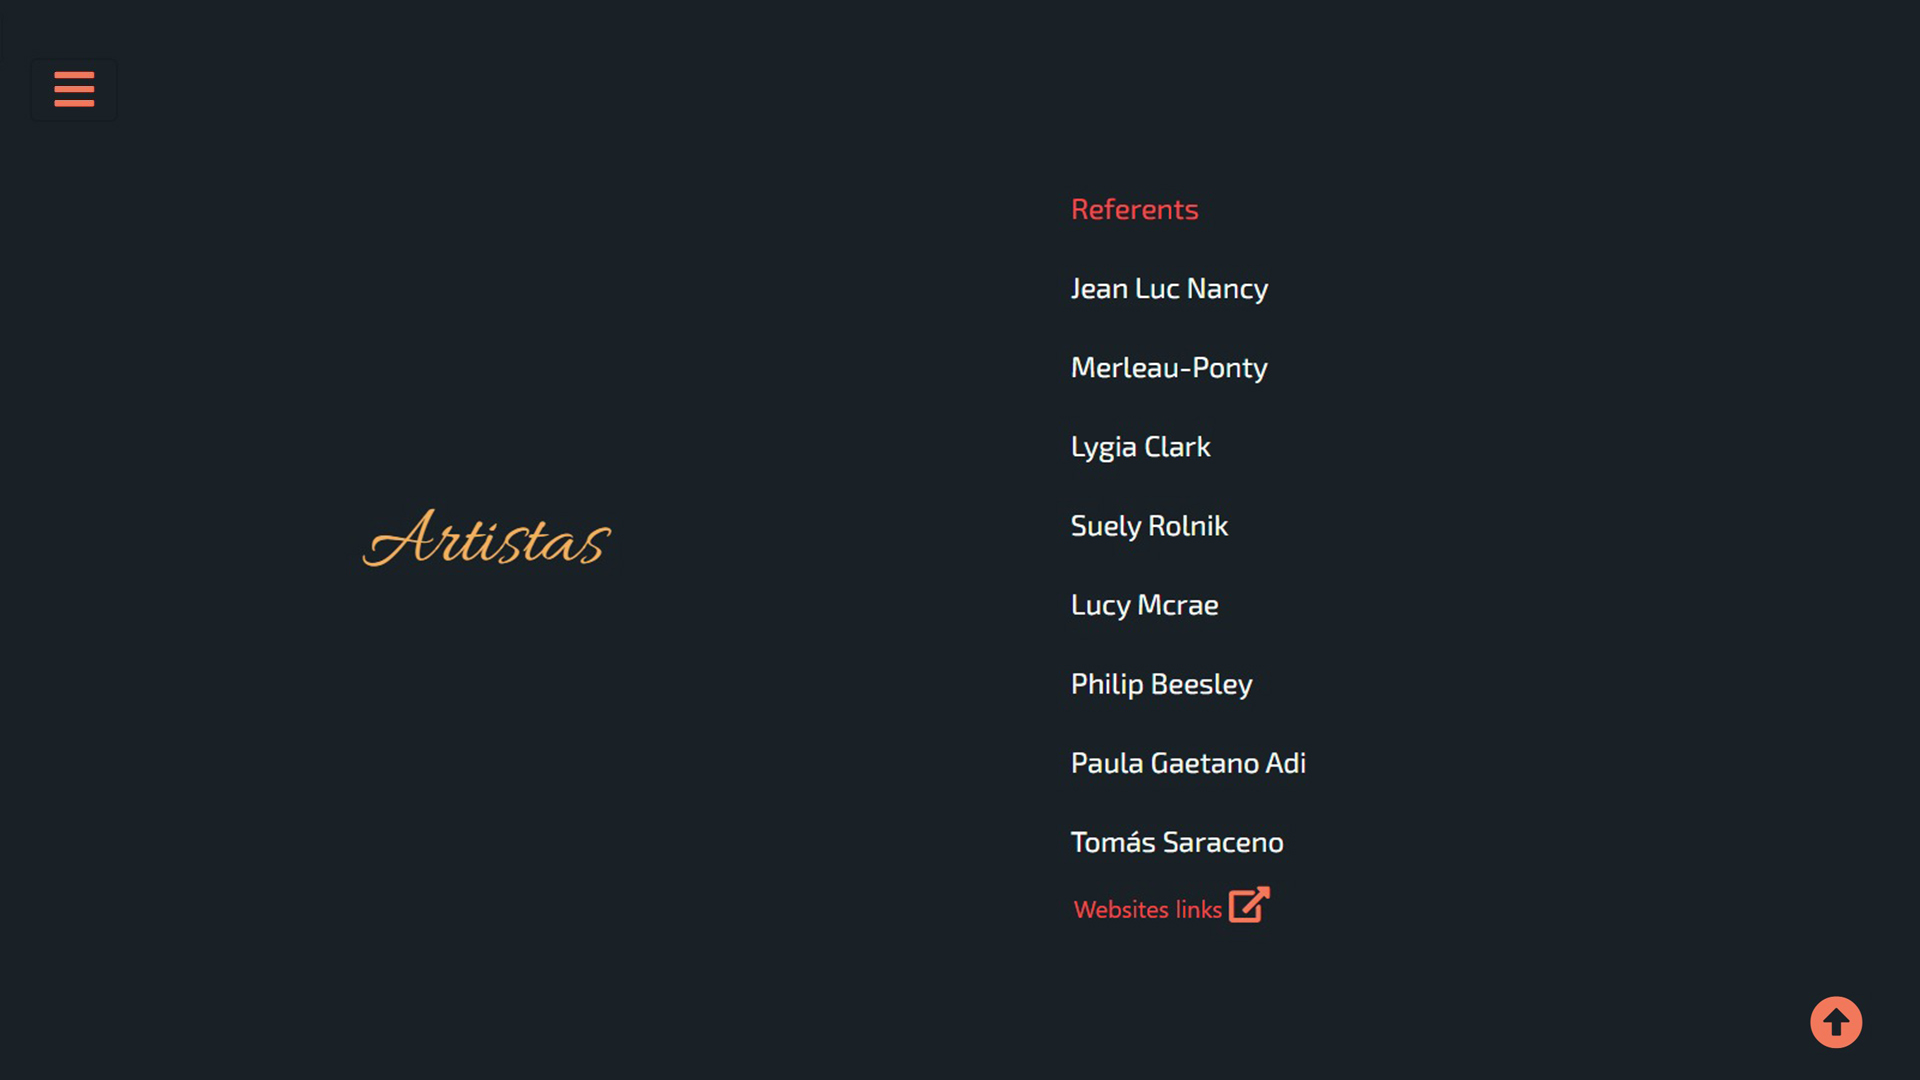 Artistas
Referents
Jean Luc Nancy
Merleau-Ponty
Lygia Clark
Suely Rolnik
Lucy Mcrae
Philip Beesley
Paula Gaetano Adi
Tomás Saraceno
Websites links